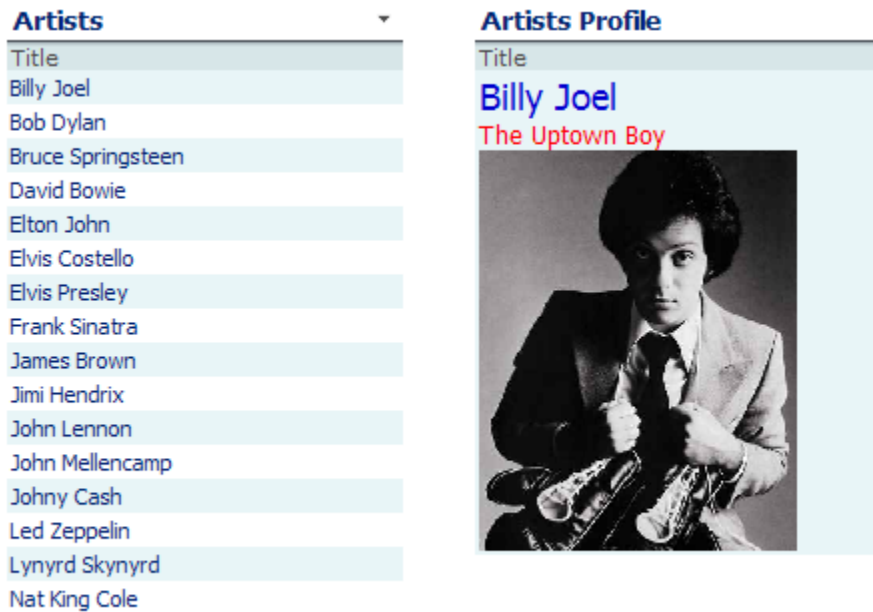 Artists
Title
Billy Joel
Bob Dylan
Bruce Springsteen
David Bowie
Elton John
Elvis Costello
Elvis Presley
Frank Sinatra
James Brown
Jimi Hendrix
John Lennon
John Mellencamp
Johny Cash
Led Zeppelin
Lynyrd Skynyrd
Nat King Cole
Artists Profile
Title
Billy Joel
The Uptown Boy